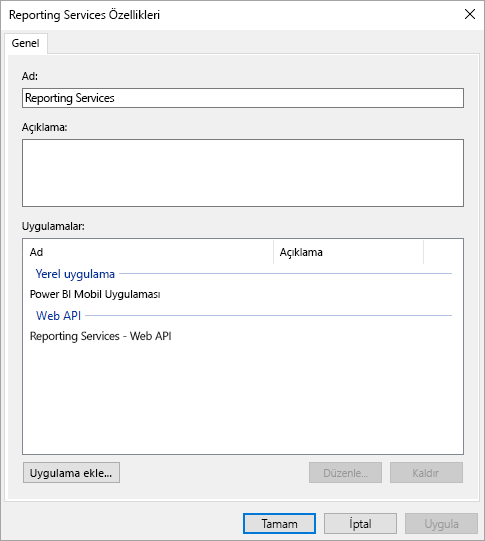 Reporting Services Özellikleri
Genel
Ad:
Reporting Services
Açıklama:
Uygulamalar:
Ad Açıklama
Yerel uygulama
Power BI Mobil Uygulaması
Web API
Reporting Services - Web API
Uygulama ekle... Düzenle... Kaldır
Tamam İptal Uygula